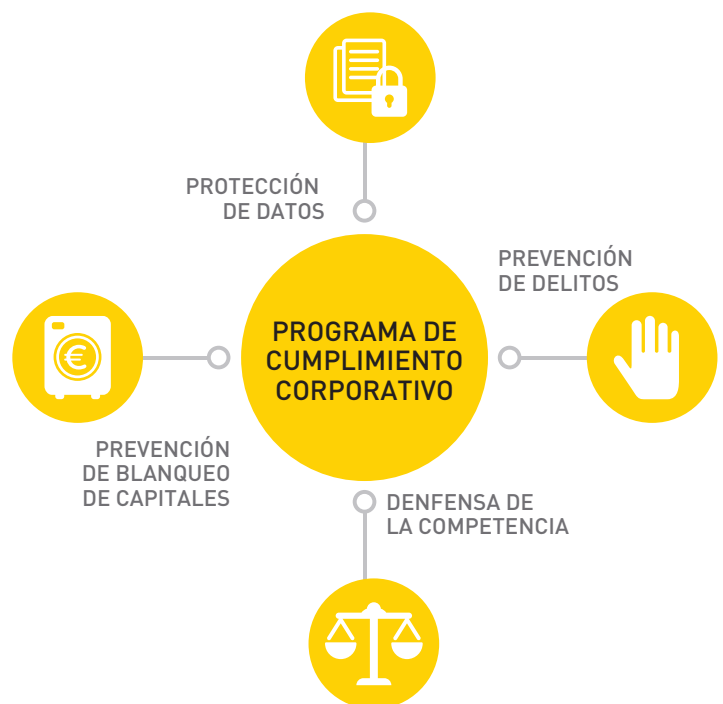 PROTECCIÓN
DE DATOS
PREVENCIÓN
DE DELITOS
PROGRAMA DE
CUMPLIMIENTO
CORPORATIVO
€
PREVENCIÓN
DE BLANQUEO
DE CAPITALES
DENFENSA DE
LA COMPETENCIA